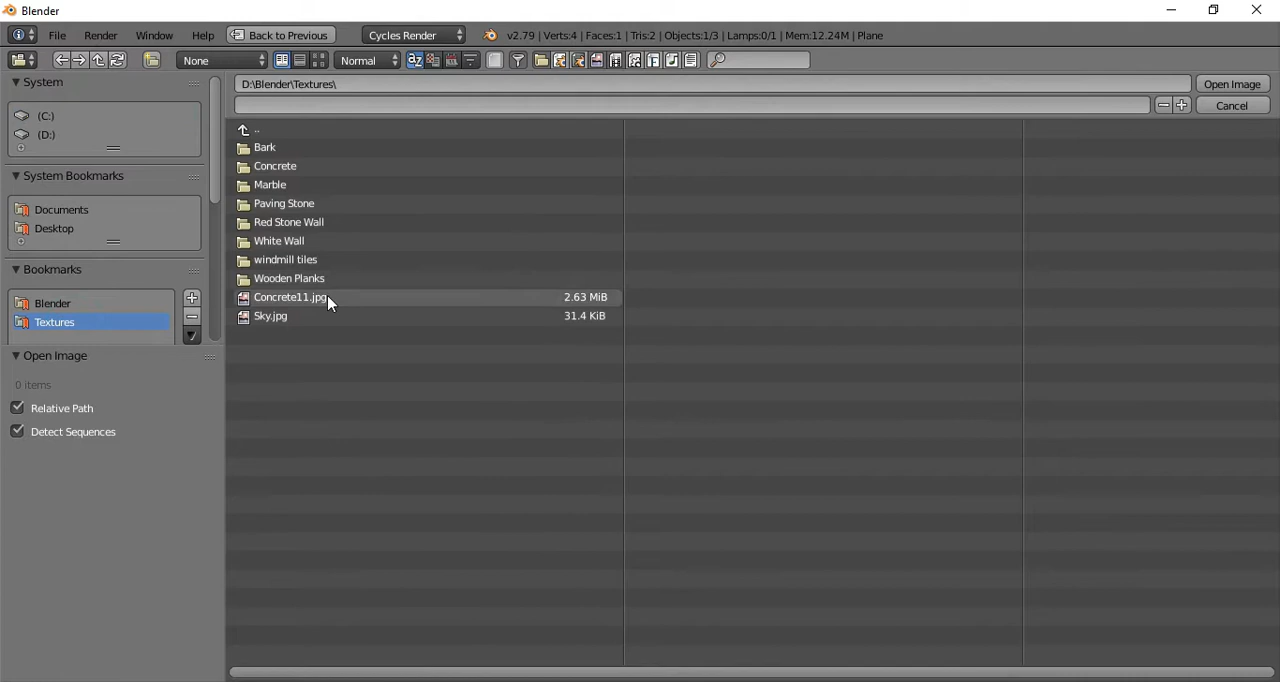 Blender
File Render Window Help Back to Previous Cycles Render v2.79 | Verts:4 | Faces:1 | Tris:2 | Objects:1/3 | Lamps:0/1 | Mem:12.24M | Plane
None Normal
System
(C:)
(D:)
System Bookmarks
Documents
Desktop
Bookmarks
Blender
Textures
Open Image
0 items
Relative Path
Detect Sequences
D:\Blender\Textures\
Open Image
Cancel
..
Bark
Concrete
Marble
Paving Stone
Red Stone Wall
White Wall
windmill tiles
Wooden Planks
Concrete11.jpg 2.63 MiB
Sky.jpg 31.4 KiB